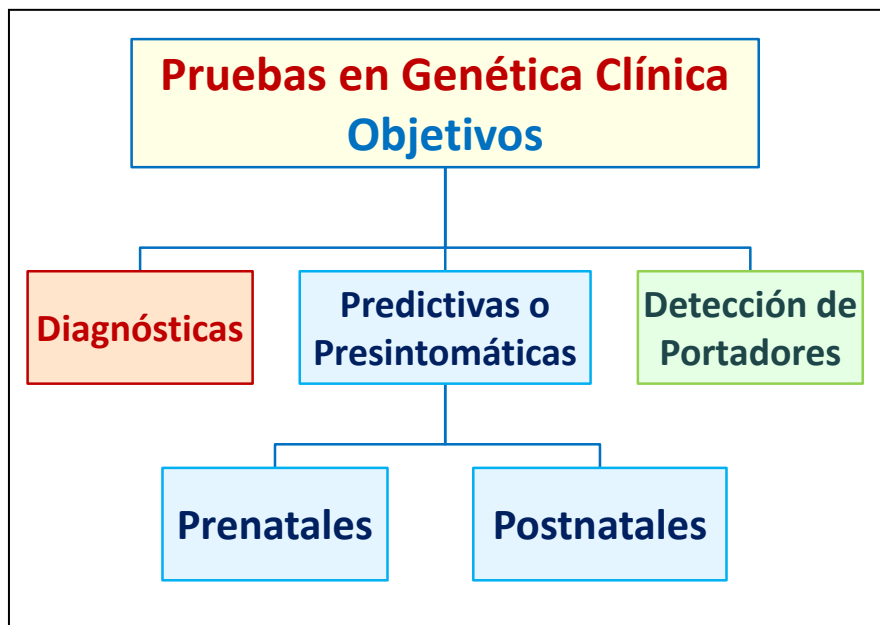 Pruebas en Genética Clínica
Objetivos
Diagnósticas
Predictivas o
Presintomáticas
Detección de
Portadores
Prenatales
Postnatales